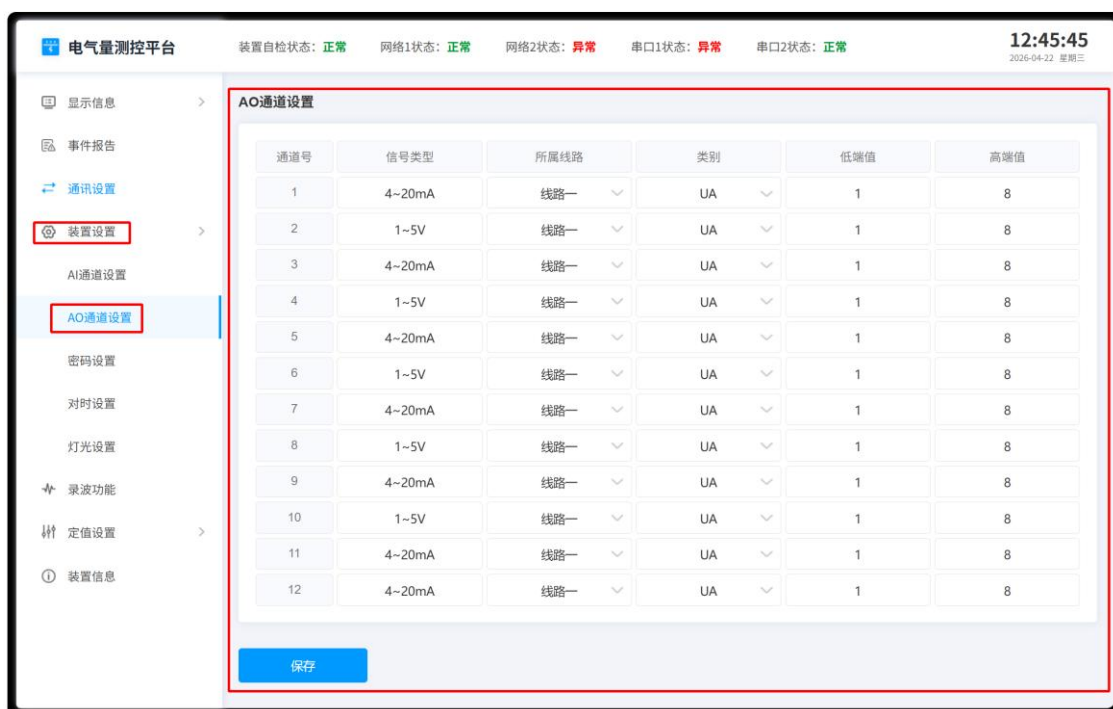 电气量测控平台 装置自检状态：正常 网络1状态：正常 网络2状态：异常 串口1状态：异常 串口2状态：正常 12:45:45
2026-04-22 星期三
显示信息
事件报告
通讯设置
装置设置
AI通道设置
AO通道设置
密码设置
对时设置
灯光设置
录波功能
定值设置
装置信息
AO通道设置
通道号 信号类型 所属线路 类别 低端值 高端值
1 4~20mA 线路一 UA 1 8
2 1~5V 线路一 UA 1 8
3 4~20mA 线路一 UA 1 8
4 1~5V 线路一 UA 1 8
5 4~20mA 线路一 UA 1 8
6 1~5V 线路一 UA 1 8
7 4~20mA 线路一 UA 1 8
8 1~5V 线路一 UA 1 8
9 4~20mA 线路一 UA 1 8
10 1~5V 线路一 UA 1 8
11 4~20mA 线路一 UA 1 8
12 4~20mA 线路一 UA 1 8
保存